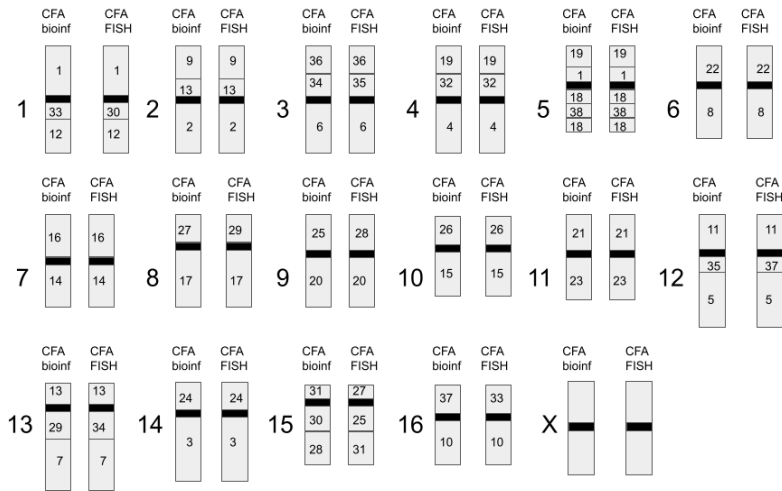 CFA CFA CFA CFA CFA CFA CFA CFA CFA CFA CFA CFA
bioinf FISH bioinf FISH bioinf FISH bioinf FISH bioinf FISH bioinf FISH
1 1 9 9 36 36 19 19 19 19 22 22
13 13 34 35 32 32 1 1
1 2 3 4 5 6
33 30 18 18
12 12 2 2 6 6 4 4 38 38 8 8
18 18
CFA CFA CFA CFA CFA CFA CFA CFA CFA CFA CFA CFA
bioinf FISH bioinf FISH bioinf FISH bioinf FISH bioinf FISH bioinf FISH
16 16 27 29 25 28 26 26 21 21 11 11
7 8 9 10 11 12
35 37
14 14 17 17 20 20 15 15 23 23 5 5
CFA CFA CFA CFA CFA CFA CFA CFA CFA CFA
bioinf FISH bioinf FISH bioinf FISH bioinf FISH bioinf FISH
13 13 24 24 31 27 37 33
13 14 15 16 X
29 34 3 3 30 25 10 10
7 7 28 31